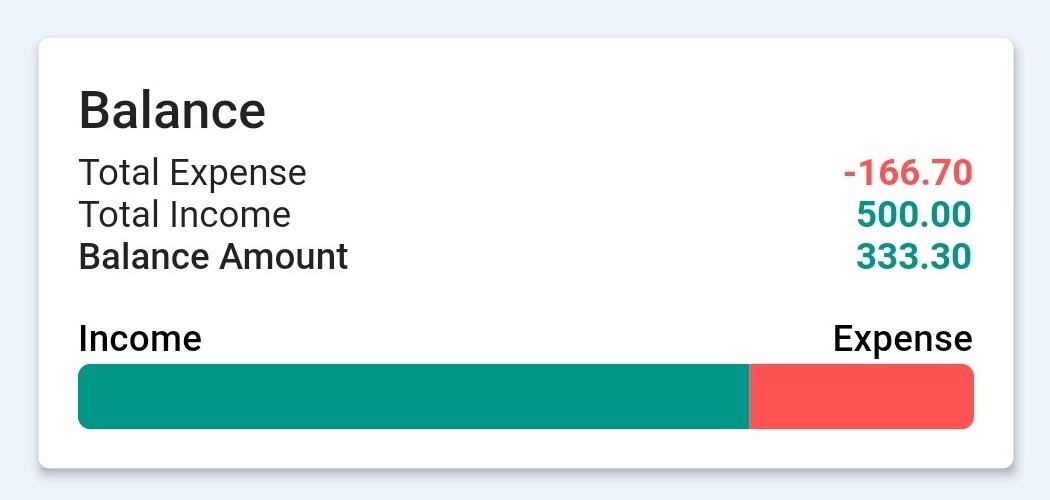 Balance
Total Expense -166.70
Total Income 500.00
Balance Amount 333.30
Income Expense